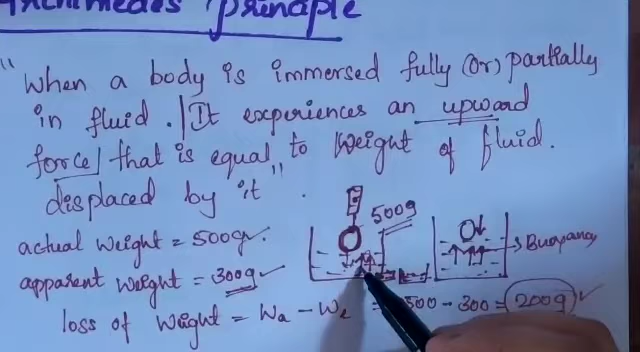 Archimedes Principle
"When a body is immersed fully (or) partially
in fluid. It experiences an upward
force that is equal to Weight of fluid.
displaced by it".
500g
actual weight = 500gr.
Buoyancy
apparent weight = 300g
loss of Weight = Wa - We = 500 - 300 = 200g